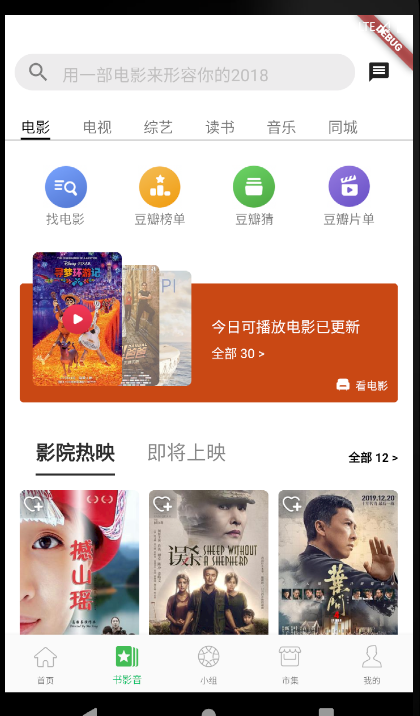 DEBUG
用一部电影来形容你的2018
电影 电视 综艺 读书 音乐 同城
找电影 豆瓣榜单 豆瓣猜 豆瓣片单
寻梦环游记
PI
今日可播放电影已更新
全部 30 >
看电影
影院热映 即将上映 全部 12 >
撼山瑶
误杀 SHEEP WITHOUT A SHEPHERD
2019.12.20
葉問
首页 书影音 小组 市集 我的